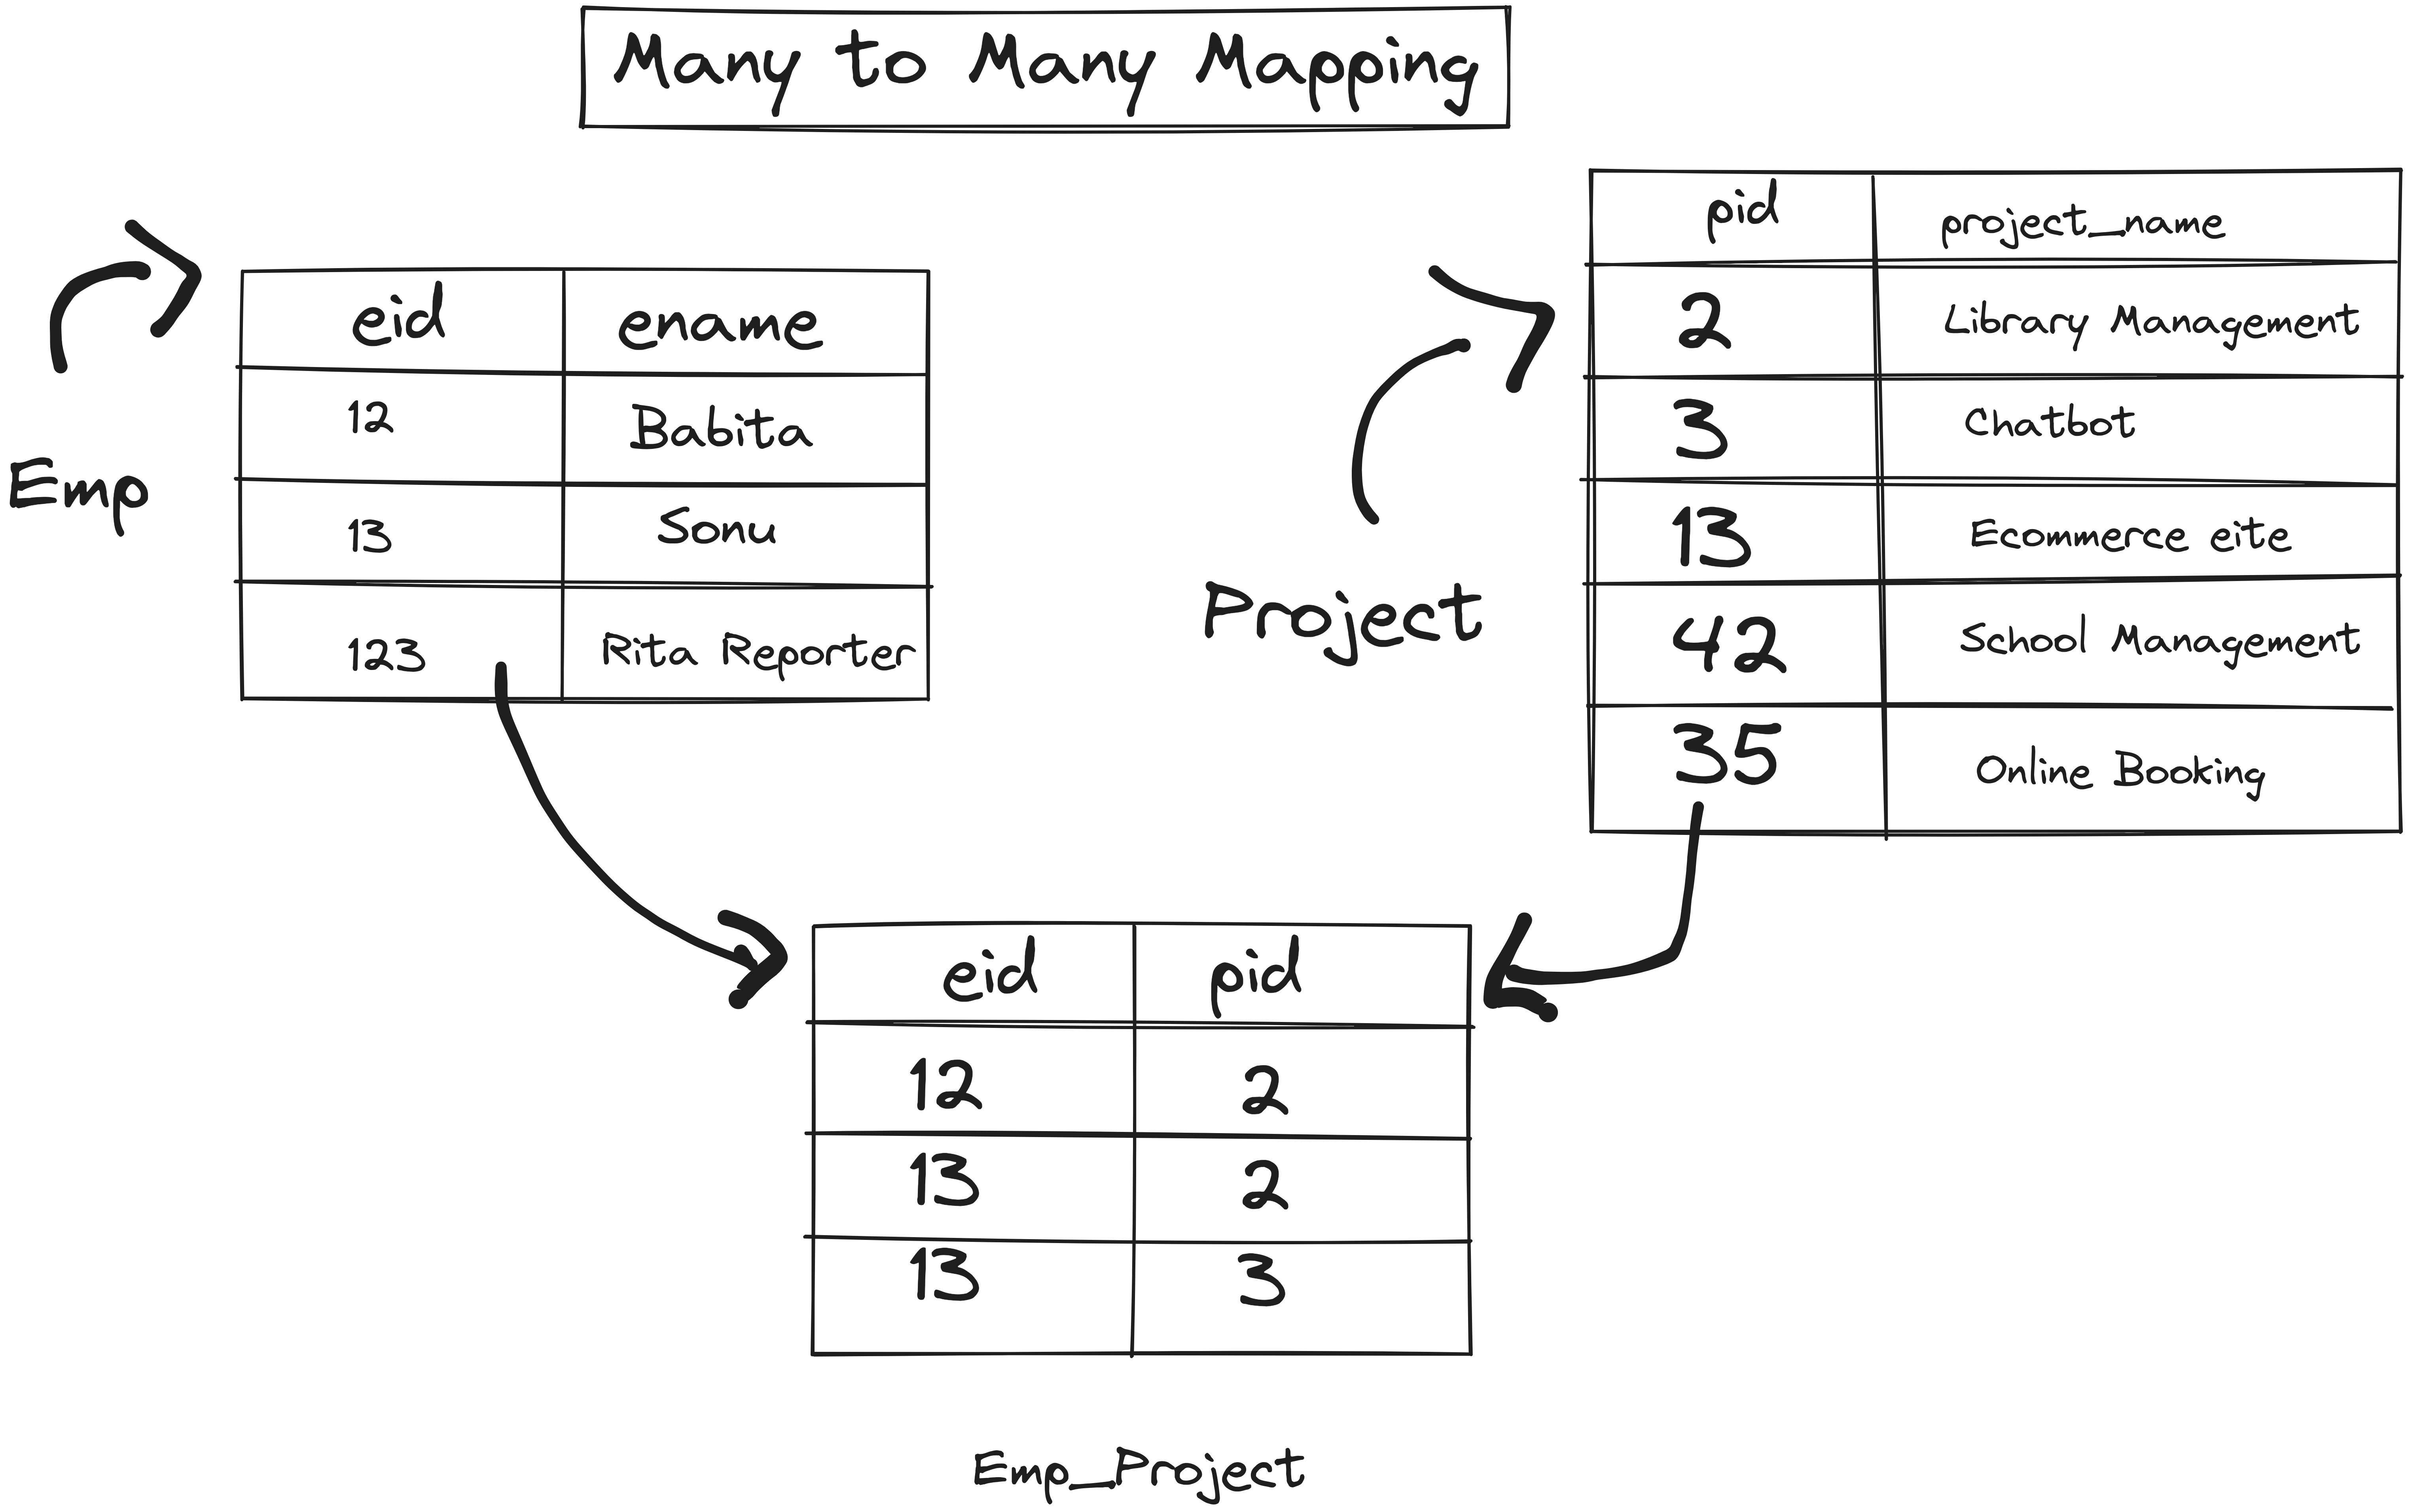 Many to Many Mapping
Emp
eid ename
12 Babita
13 Sonu
123 Rita Reporter
Project
pid project_name
2 Library Management
3 Chatbot
13 Ecommerce eite
42 School Management
35 Online Booking
eid pid
12 2
13 2
13 3
Emp_Project